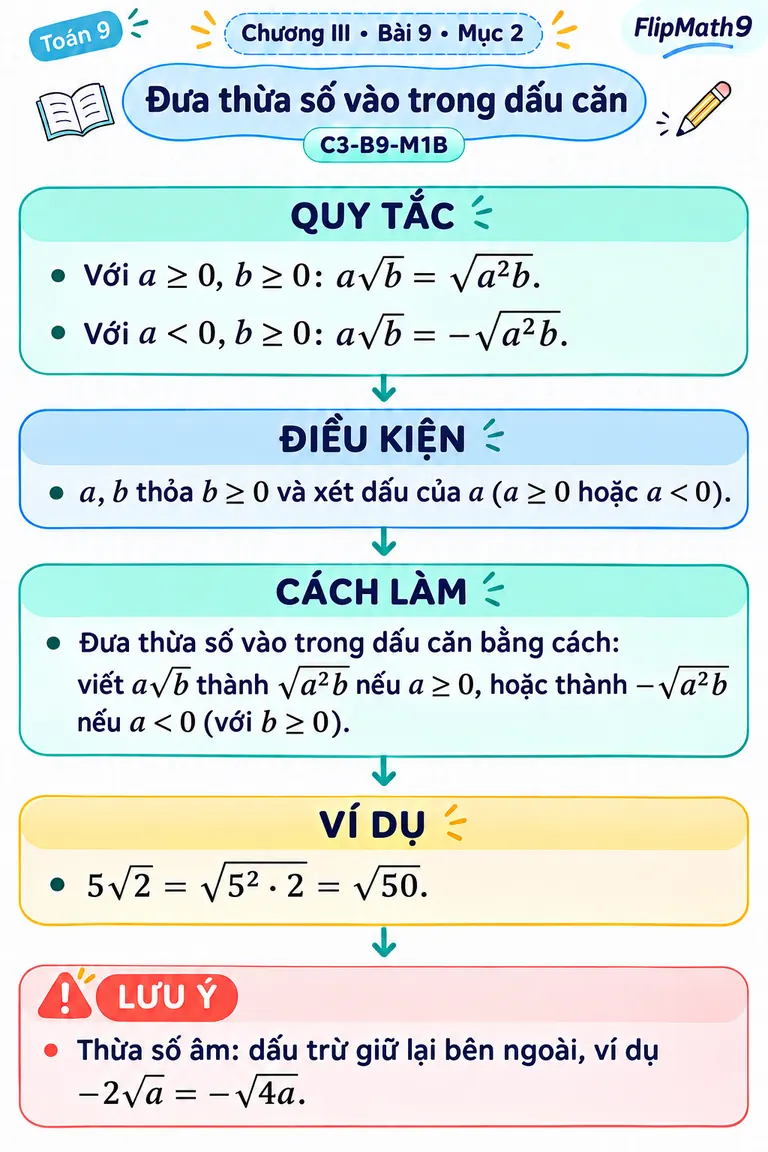 Toán 9
Chương III • Bài 9 • Mục 2
FlipMath9
Đưa thừa số vào trong dấu căn
C3-B9-M1B
QUY TẮC
• Với a ≥ 0, b ≥ 0: a√b = √(a²b).
• Với a < 0, b ≥ 0: a√b = −√(a²b).
ĐIỀU KIỆN
• a, b thỏa b ≥ 0 và xét dấu của a (a ≥ 0 hoặc a < 0).
CÁCH LÀM
• Đưa thừa số vào trong dấu căn bằng cách:
viết a√b thành √(a²b) nếu a ≥ 0, hoặc thành −√(a²b)
nếu a < 0 (với b ≥ 0).
VÍ DỤ
• 5√2 = √(5² · 2) = √50.
LƯU Ý
• Thừa số âm: dấu trừ giữ lại bên ngoài, ví dụ
−2√a = −√(4a).